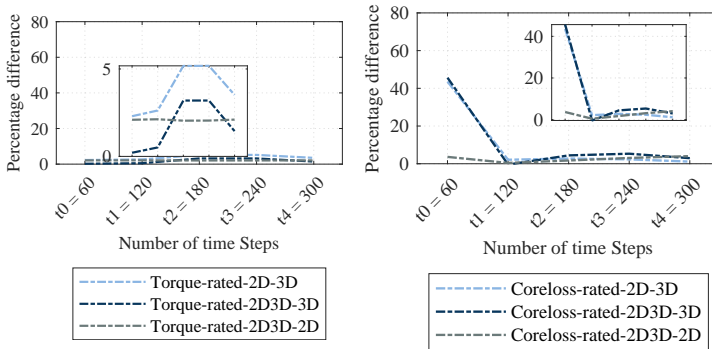 80
60
40
20
0
Percentage difference
5
0
t0 = 60
t1 = 120
t2 = 180
t3 = 240
t4 = 300
Number of time Steps
Torque-rated-2D-3D
Torque-rated-2D3D-3D
Torque-rated-2D3D-2D
80
60
40
20
0
Percentage difference
40
20
0
t0 = 60
t1 = 120
t2 = 180
t3 = 240
t4 = 300
Number of time Steps
Coreloss-rated-2D-3D
Coreloss-rated-2D3D-3D
Coreloss-rated-2D3D-2D